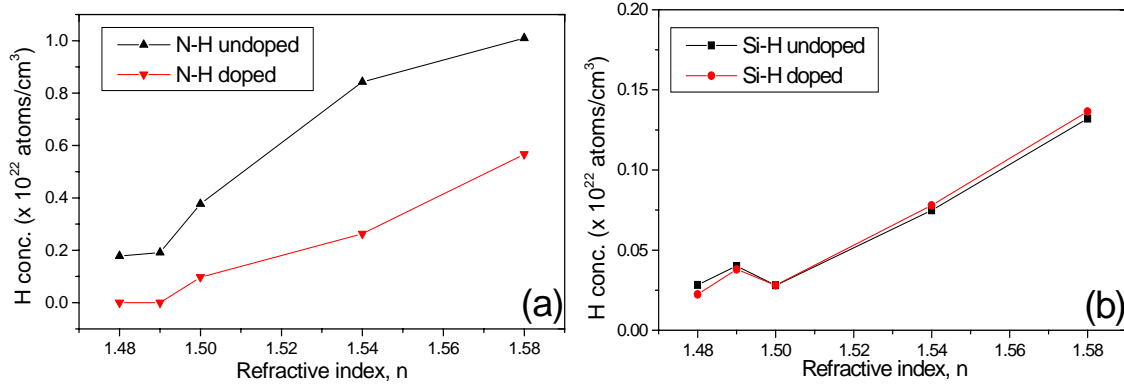 N-H undoped
N-H doped
1.0
0.8
0.6
0.4
0.2
0.0
H conc. (x 10²² atoms/cm³)
1.48 1.50 1.52 1.54 1.56 1.58
Refractive index, n
(a)
Si-H undoped
Si-H doped
0.20
0.15
0.10
0.05
0.00
H conc. (x 10²² atoms/cm³)
1.48 1.50 1.52 1.54 1.56 1.58
Refractive index, n
(b)